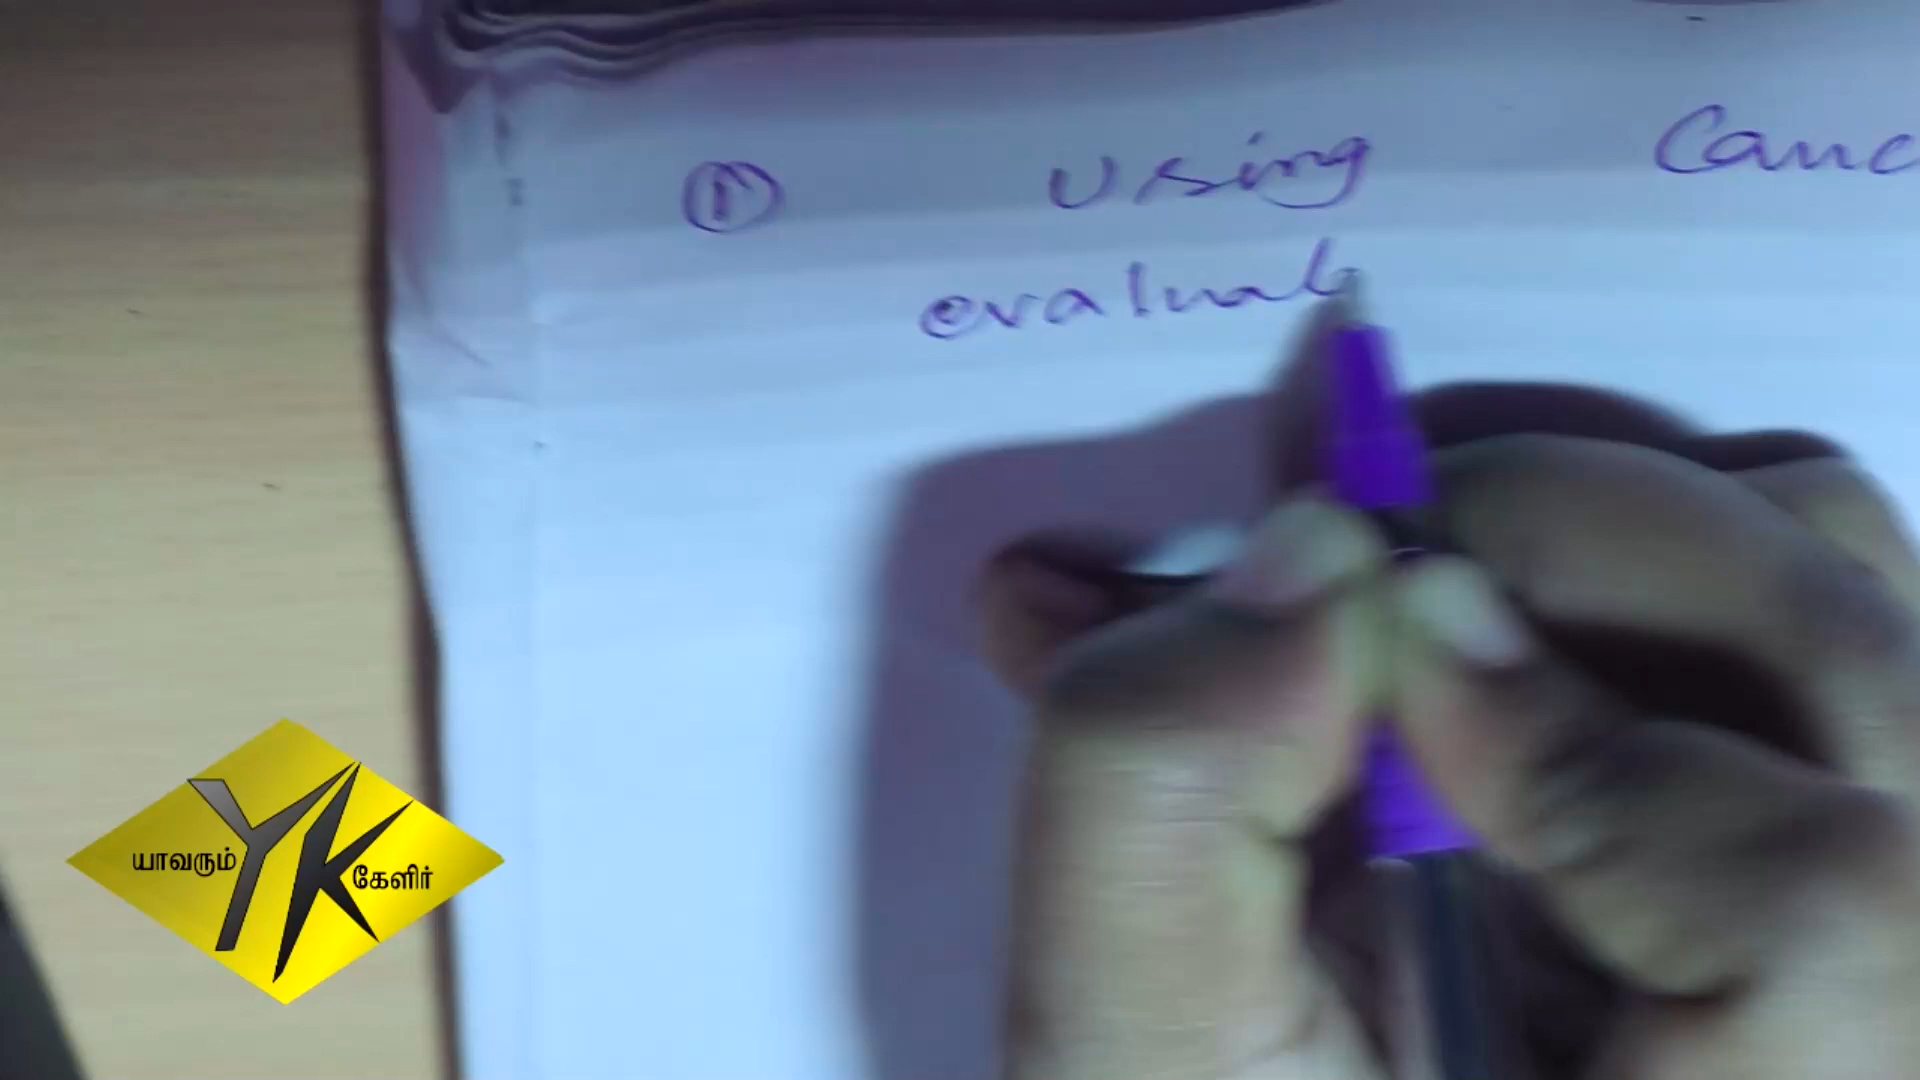 ① Using Cauc
evaluat
யாவரும் YK கேளிர்